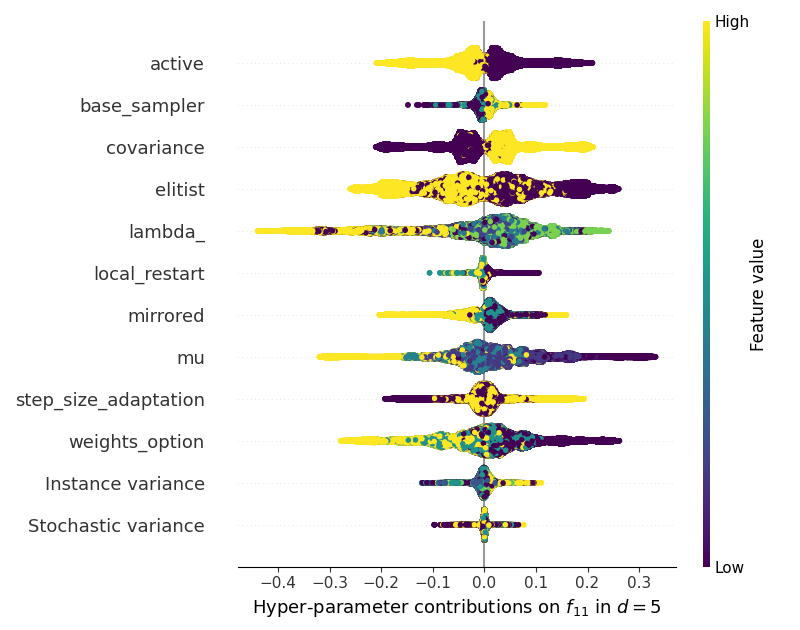 High
active
base_sampler
covariance
elitist
lambda_
local_restart
mirrored
mu
step_size_adaptation
weights_option
Instance variance
Stochastic variance
Feature value
Low
−0.4 −0.3 −0.2 −0.1 0.0 0.1 0.2 0.3
Hyper-parameter contributions on $f_{11}$ in $d = 5$